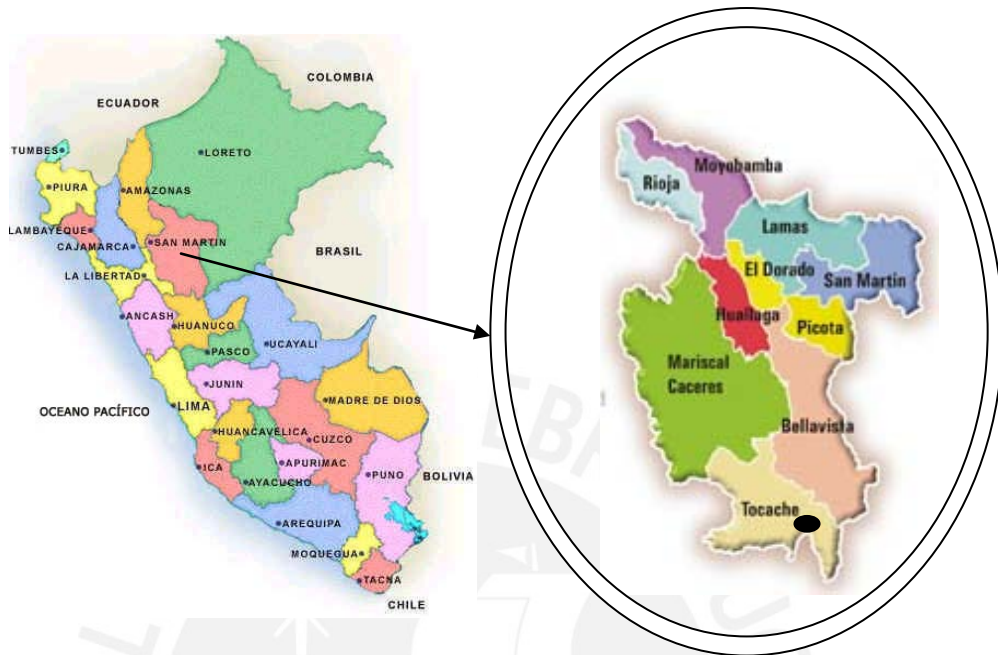 COLOMBIA
ECUADOR
TUMBES
LORETO
PIURA
AMAZONAS
LAMBAYEQUE
SAN MARTIN
CAJAMARCA
BRASIL
LA LIBERTAD
ANCASH
HUANUCO
UCAYALI
PASCO
JUNIN
OCEANO PACÍFICO
LIMA
MADRE DE DIOS
HUANCAVELICA
CUZCO
ICA
APURIMAC
PUNO
BOLIVIA
AYACUCHO
AREQUIPA
MOQUEGUA
TACNA
CHILE
Moyobamba
Rioja
Lamas
El Dorado
San Martin
Huallaga
Picota
Mariscal
Caceres
Bellavista
Tocache